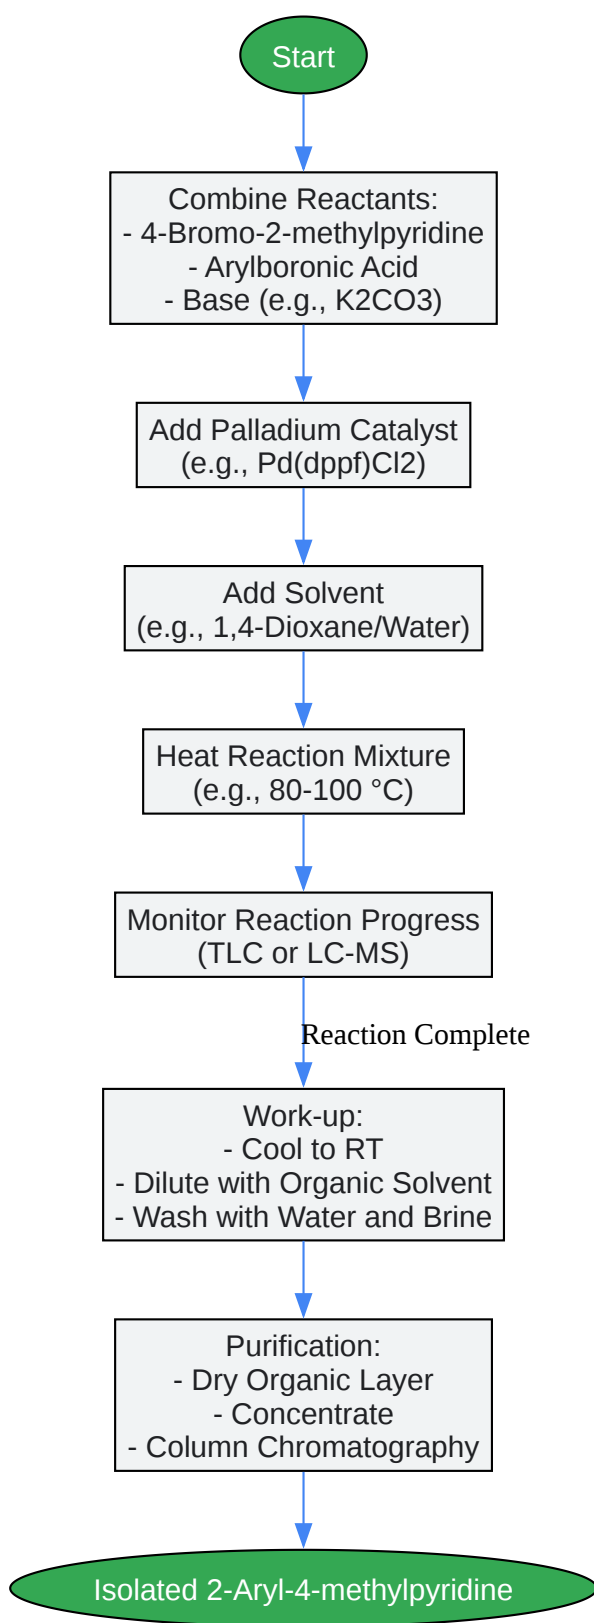 Start
Combine Reactants:
- 4-Bromo-2-methylpyridine
- Arylboronic Acid
- Base (e.g., K2CO3)
Add Palladium Catalyst
(e.g., Pd(dppf)Cl2)
Add Solvent
(e.g., 1,4-Dioxane/Water)
Heat Reaction Mixture
(e.g., 80-100 °C)
Monitor Reaction Progress
(TLC or LC-MS)
Reaction Complete
Work-up:
- Cool to RT
- Dilute with Organic Solvent
- Wash with Water and Brine
Purification:
- Dry Organic Layer
- Concentrate
- Column Chromatography
Isolated 2-Aryl-4-methylpyridine